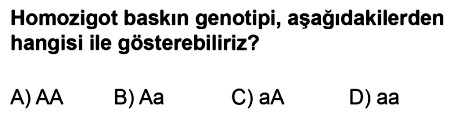 Homozigot baskın genotipi, aşağıdakilerden
hangisi ile gösterebiliriz?
A) AA B) Aa C) aA D) aa